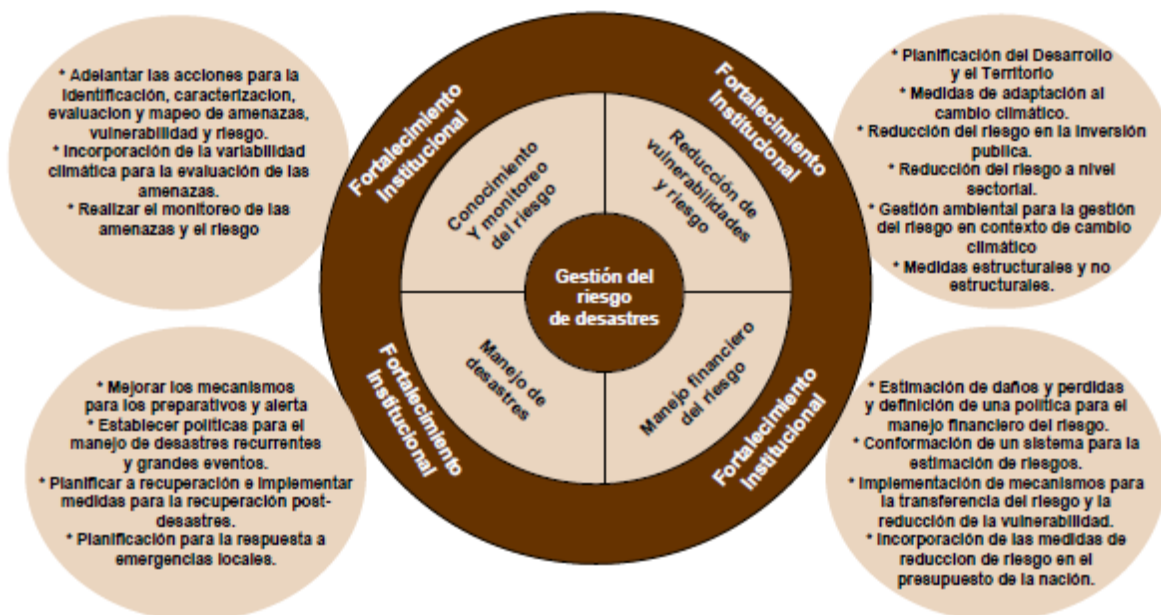 * Adelantar las acciones para la
identificación, caracterizacion,
evaluacion y mapeo de amenazas,
vulnerabilidad y riesgo.
* Incorporación de la variabilidad
climática para la evaluación de las
amenazas.
* Realizar el monitoreo de las
amenazas y el riesgo
Fortalecimiento
Institucional
Fortalecimiento
Institucional
* Planificación del Desarrollo
y el Territorio
* Medidas de adaptación al
cambio climático.
* Reducción del riesgo en la inversión
publica.
* Reducción del riesgo a nivel
sectorial.
* Gestión ambiental para la gestión
del riesgo en contexto de cambio
climático
* Medidas estructurales y no
estructurales.
Conocimiento
Y monitoreo
del riesgo
Reducción de
vulnerabilidades
y riesgo
Gestión del
riesgo
de desastres
Manejo de
desastres
Manejo financiero
del riesgo
* Mejorar los mecanismos
para los preparativos y alerta
* Establecer políticas para el
manejo de desastres recurrentes
y grandes eventos.
* Planificar a recuperación e implementar
medidas para la recuperación post-
desastres.
* Planificación para la respuesta a
emergencias locales.
Fortalecimiento
Institucional
Fortalecimiento
Institucional
* Estimación de daños y perdidas
y definición de una política para el
manejo financiero del riesgo.
* Conformación de un sistema para la
estimación de riesgos.
* Implementación de mecanismos para
la transferencia del riesgo y la
reducción de la vulnerabilidad.
* Incorporación de las medidas de
reduccion de riesgo en el
presupuesto de la nación.